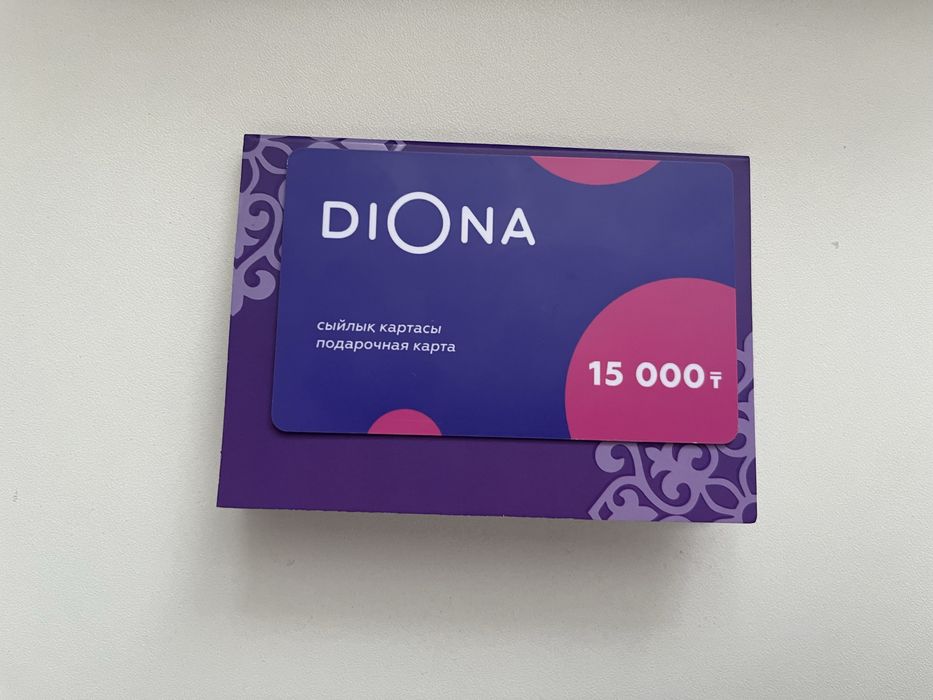 DIONA
сыйлық картасы
подарочная карта
15 000₸